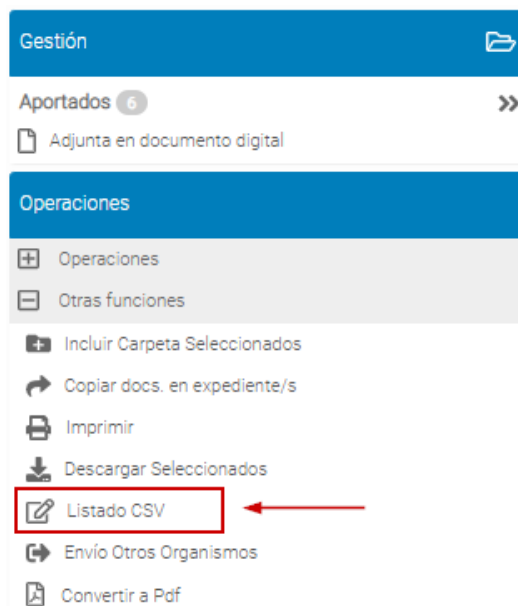 Gestión
Aportados 6
Adjunta en documento digital
Operaciones
Operaciones
Otras funciones
Incluir Carpeta Seleccionados
Copiar docs. en expediente/s
Imprimir
Descargar Seleccionados
Listado CSV
Envío Otros Organismos
Convertir a Pdf